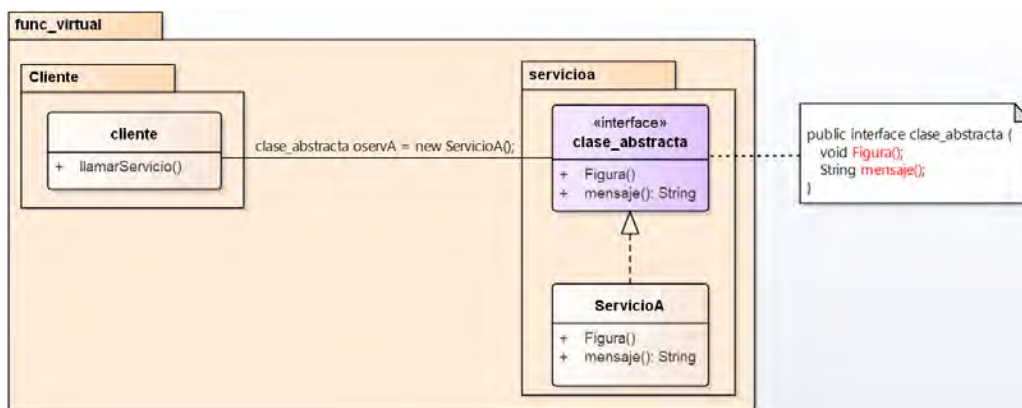 func_virtual
Cliente
cliente
+ llamarServicio()
clase_abstracta oservA = new ServicioA();
servicioa
«interface»
clase_abstracta
+ Figura()
+ mensaje(): String
ServicioA
+ Figura()
+ mensaje(): String
public interface clase_abstracta {
void Figura();
String mensaje();
}